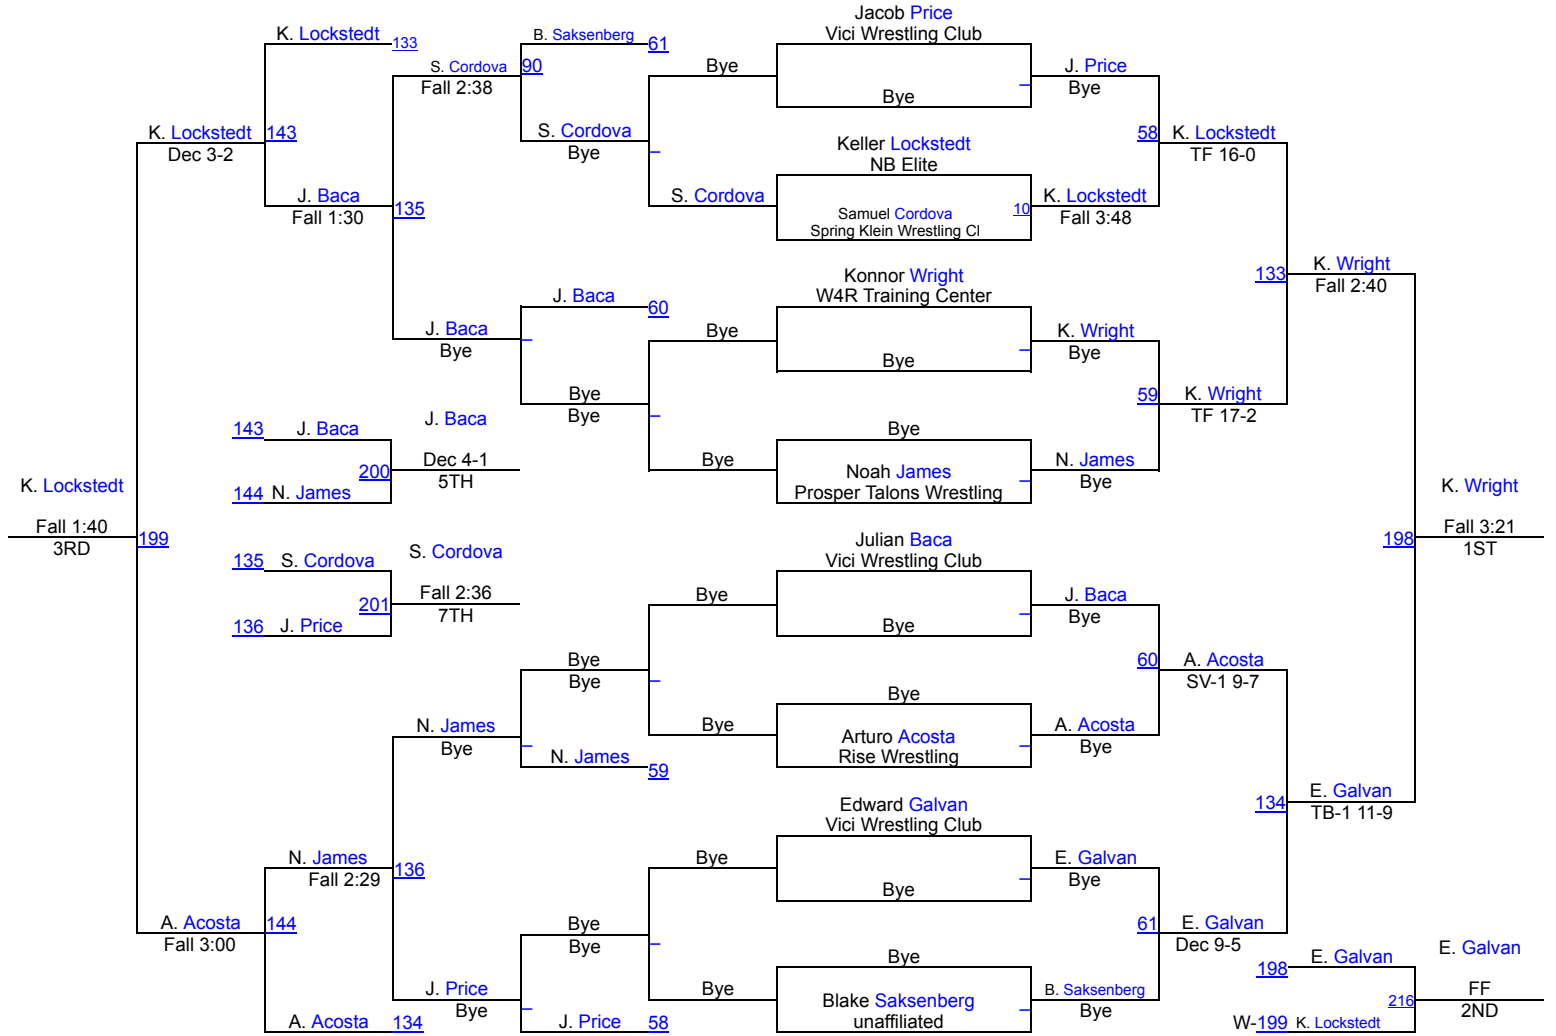 K. Lockstedt
133
K. Lockstedt
Dec 3-2
143
J. Baca
Fall 1:30
135
S. Cordova
Fall 2:38
90
B. Saksenberg
61
S. Cordova
Bye
Bye
Jacob Price
Vici Wrestling Club
Bye
J. Price
Bye
Keller Lockstedt
NB Elite
S. Cordova
Samuel Cordova
Spring Klein Wrestling Cl
10
K. Lockstedt
Fall 3:48
58
K. Lockstedt
TF 16-0
J. Baca
Bye
J. Baca
60
Bye
Bye
Bye
Konnor Wright
W4R Training Center
Bye
K. Wright
Bye
Bye
Bye
Noah James
Prosper Talons Wrestling
N. James
Bye
59
K. Wright
TF 17-2
133
K. Wright
Fall 2:40
143
J. Baca
144
N. James
200
J. Baca
Dec 4-1
5TH
K. Lockstedt
Fall 1:40
3RD
199
135
S. Cordova
136
J. Price
201
S. Cordova
Fall 2:36
7TH
K. Wright
Fall 3:21
1ST
198
Bye
Julian Baca
Vici Wrestling Club
Bye
J. Baca
Bye
Bye
Bye
Bye
Bye
Arturo Acosta
Rise Wrestling
A. Acosta
Bye
60
A. Acosta
SV-1 9-7
N. James
Bye
N. James
59
134
E. Galvan
TB-1 11-9
N. James
Fall 2:29
136
Bye
Edward Galvan
Vici Wrestling Club
Bye
E. Galvan
Bye
A. Acosta
Fall 3:00
144
Bye
Bye
Bye
Bye
Blake Saksenberg
unaffiliated
B. Saksenberg
Bye
61
E. Galvan
Dec 9-5
J. Price
Bye
J. Price
58
A. Acosta
134
198
E. Galvan
W-199
K. Lockstedt
216
E. Galvan
FF
2ND